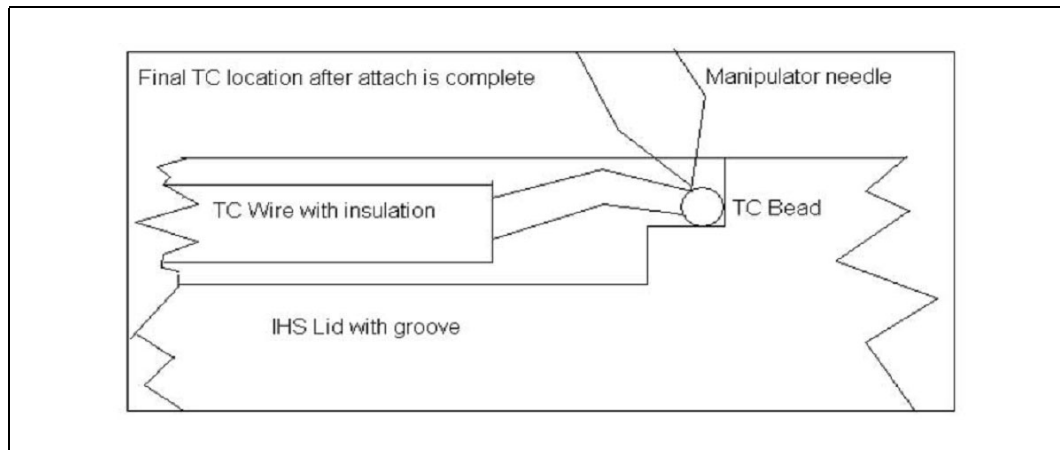 Final TC location after attach is complete
Manipulator needle
TC Wire with insulation
TC Bead
IHS Lid with groove